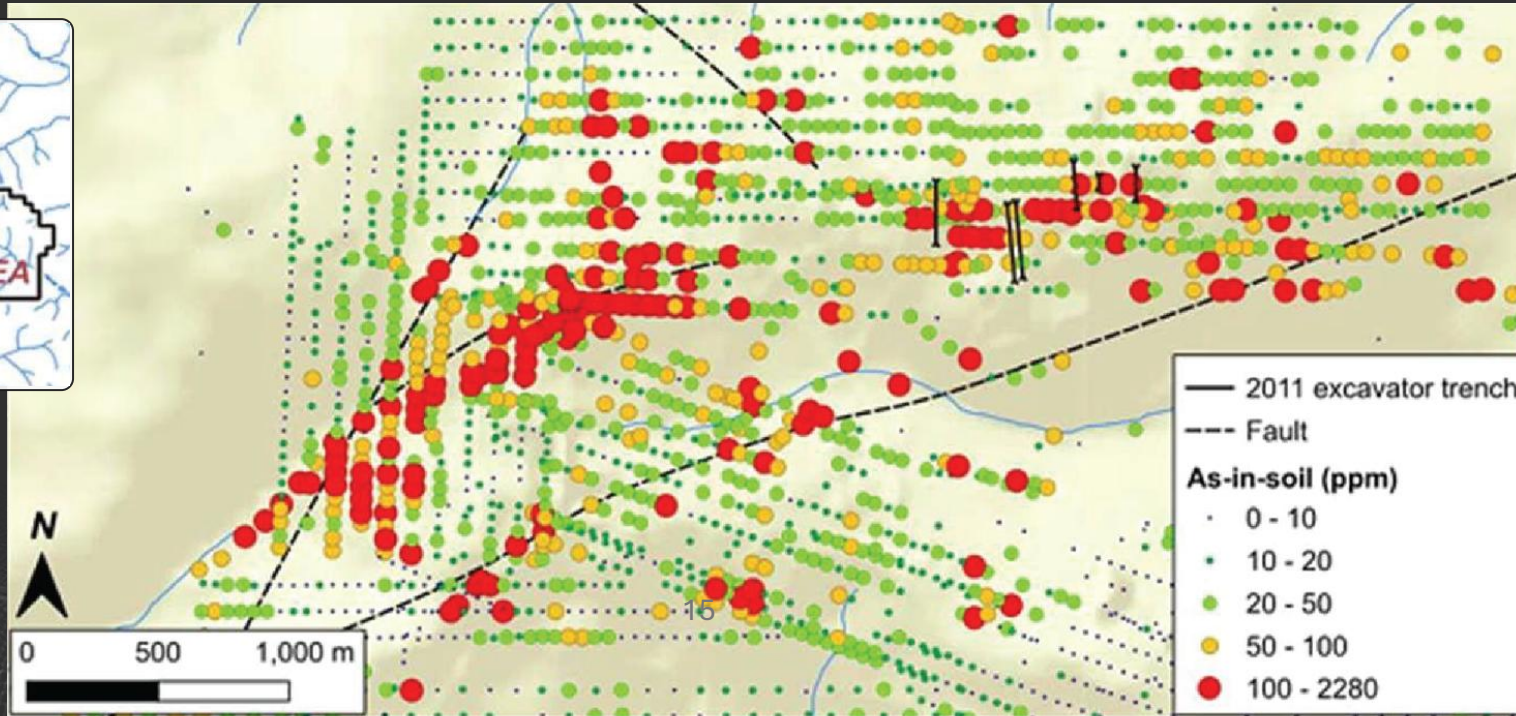 EA
N
0 500 1,000 m
15
2011 excavator trench
Fault
As-in-soil (ppm)
0 - 10
10 - 20
20 - 50
50 - 100
100 - 2280